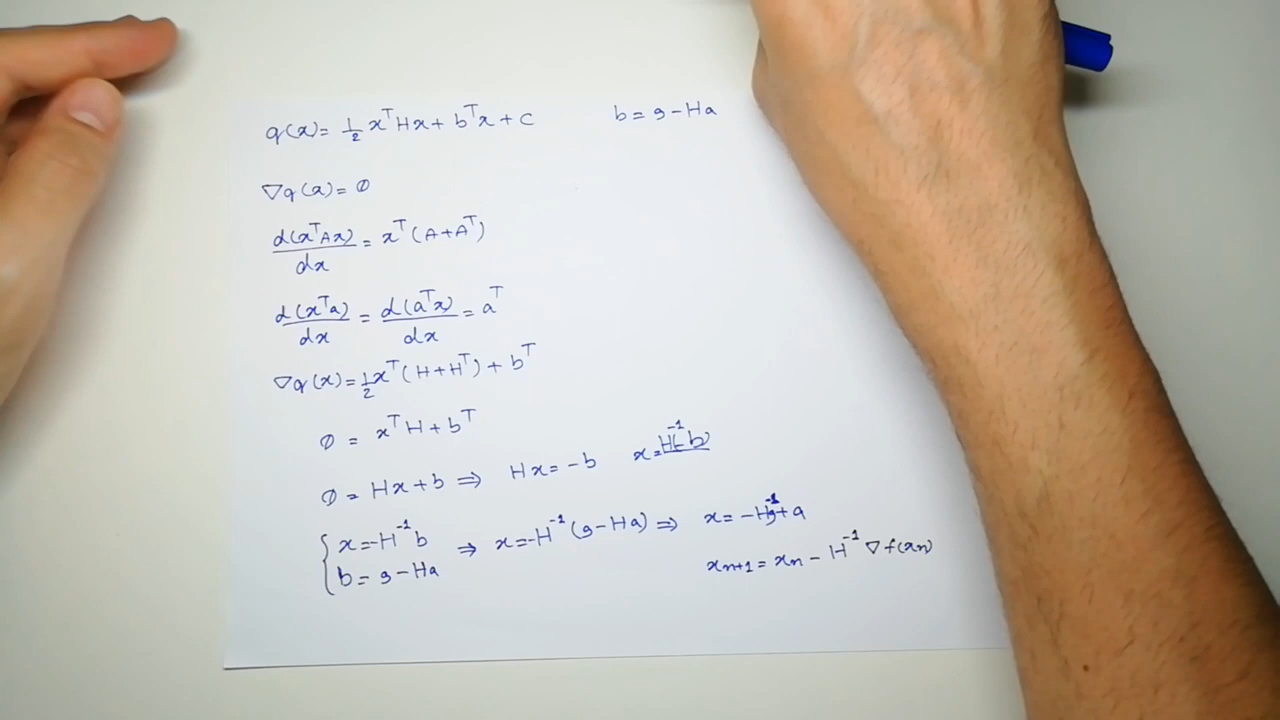 q(x) = 1/2 xᵀHx + bᵀx + c b = g - Ha
∇q(a) = 0
d(xᵀAx)/dx = xᵀ(A + Aᵀ)
d(xᵀa)/dx = d(aᵀx)/dx = aᵀ
∇q(x) = 1/2 xᵀ(H + Hᵀ) + bᵀ
0 = xᵀH + bᵀ
0 = Hx + b ⇒ Hx = -b x = H⁻¹(-b)
{ x = -H⁻¹b ⇒ x = -H⁻¹(g - Ha) ⇒ x = -H⁻¹g + a
b = g - Ha
xn+1 = xn - H⁻¹ ∇f(xn)